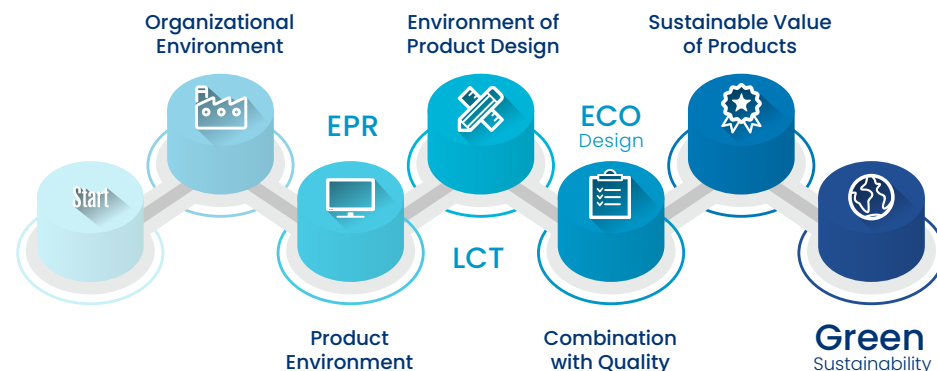 Organizational
Environment
Environment of
Product Design
Sustainable Value
of Products
EPR
ECO
Design
Start
LCT
Product
Environment
Combination
with Quality
Green
Sustainability